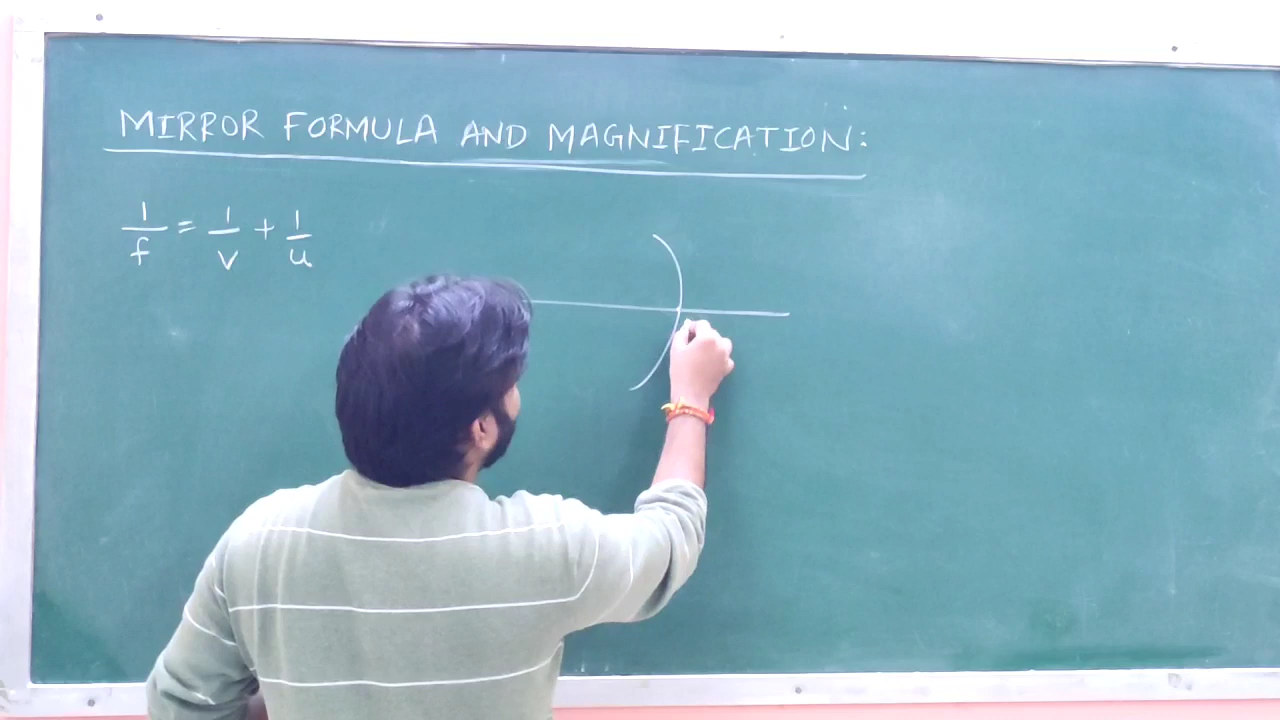 MIRROR FORMULA AND MAGNIFICATION:
1/f = 1/v + 1/u